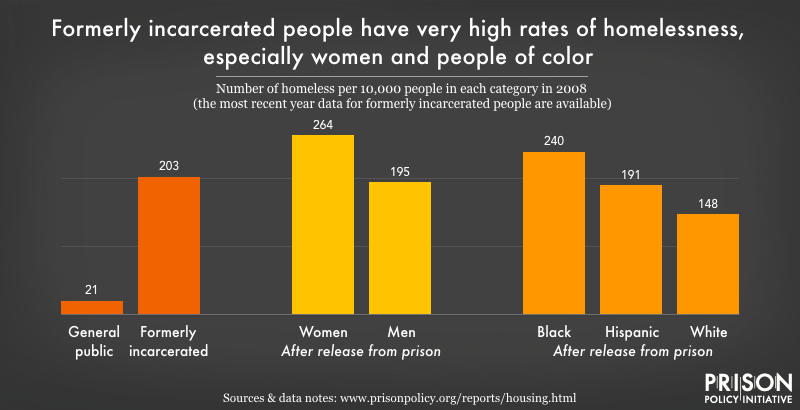 Formerly incarcerated people have very high rates of homelessness,
especially women and people of color
Number of homeless per 10,000 people in each category in 2008
(the most recent year data for formerly incarcerated people are available)
21
203
264
195
240
191
148
General
public
Formerly
incarcerated
Women
Men
After release from prison
Black
Hispanic
White
After release from prison
Sources & data notes: www.prisonpolicy.org/reports/housing.html
PRISON
POLICY INITIATIVE